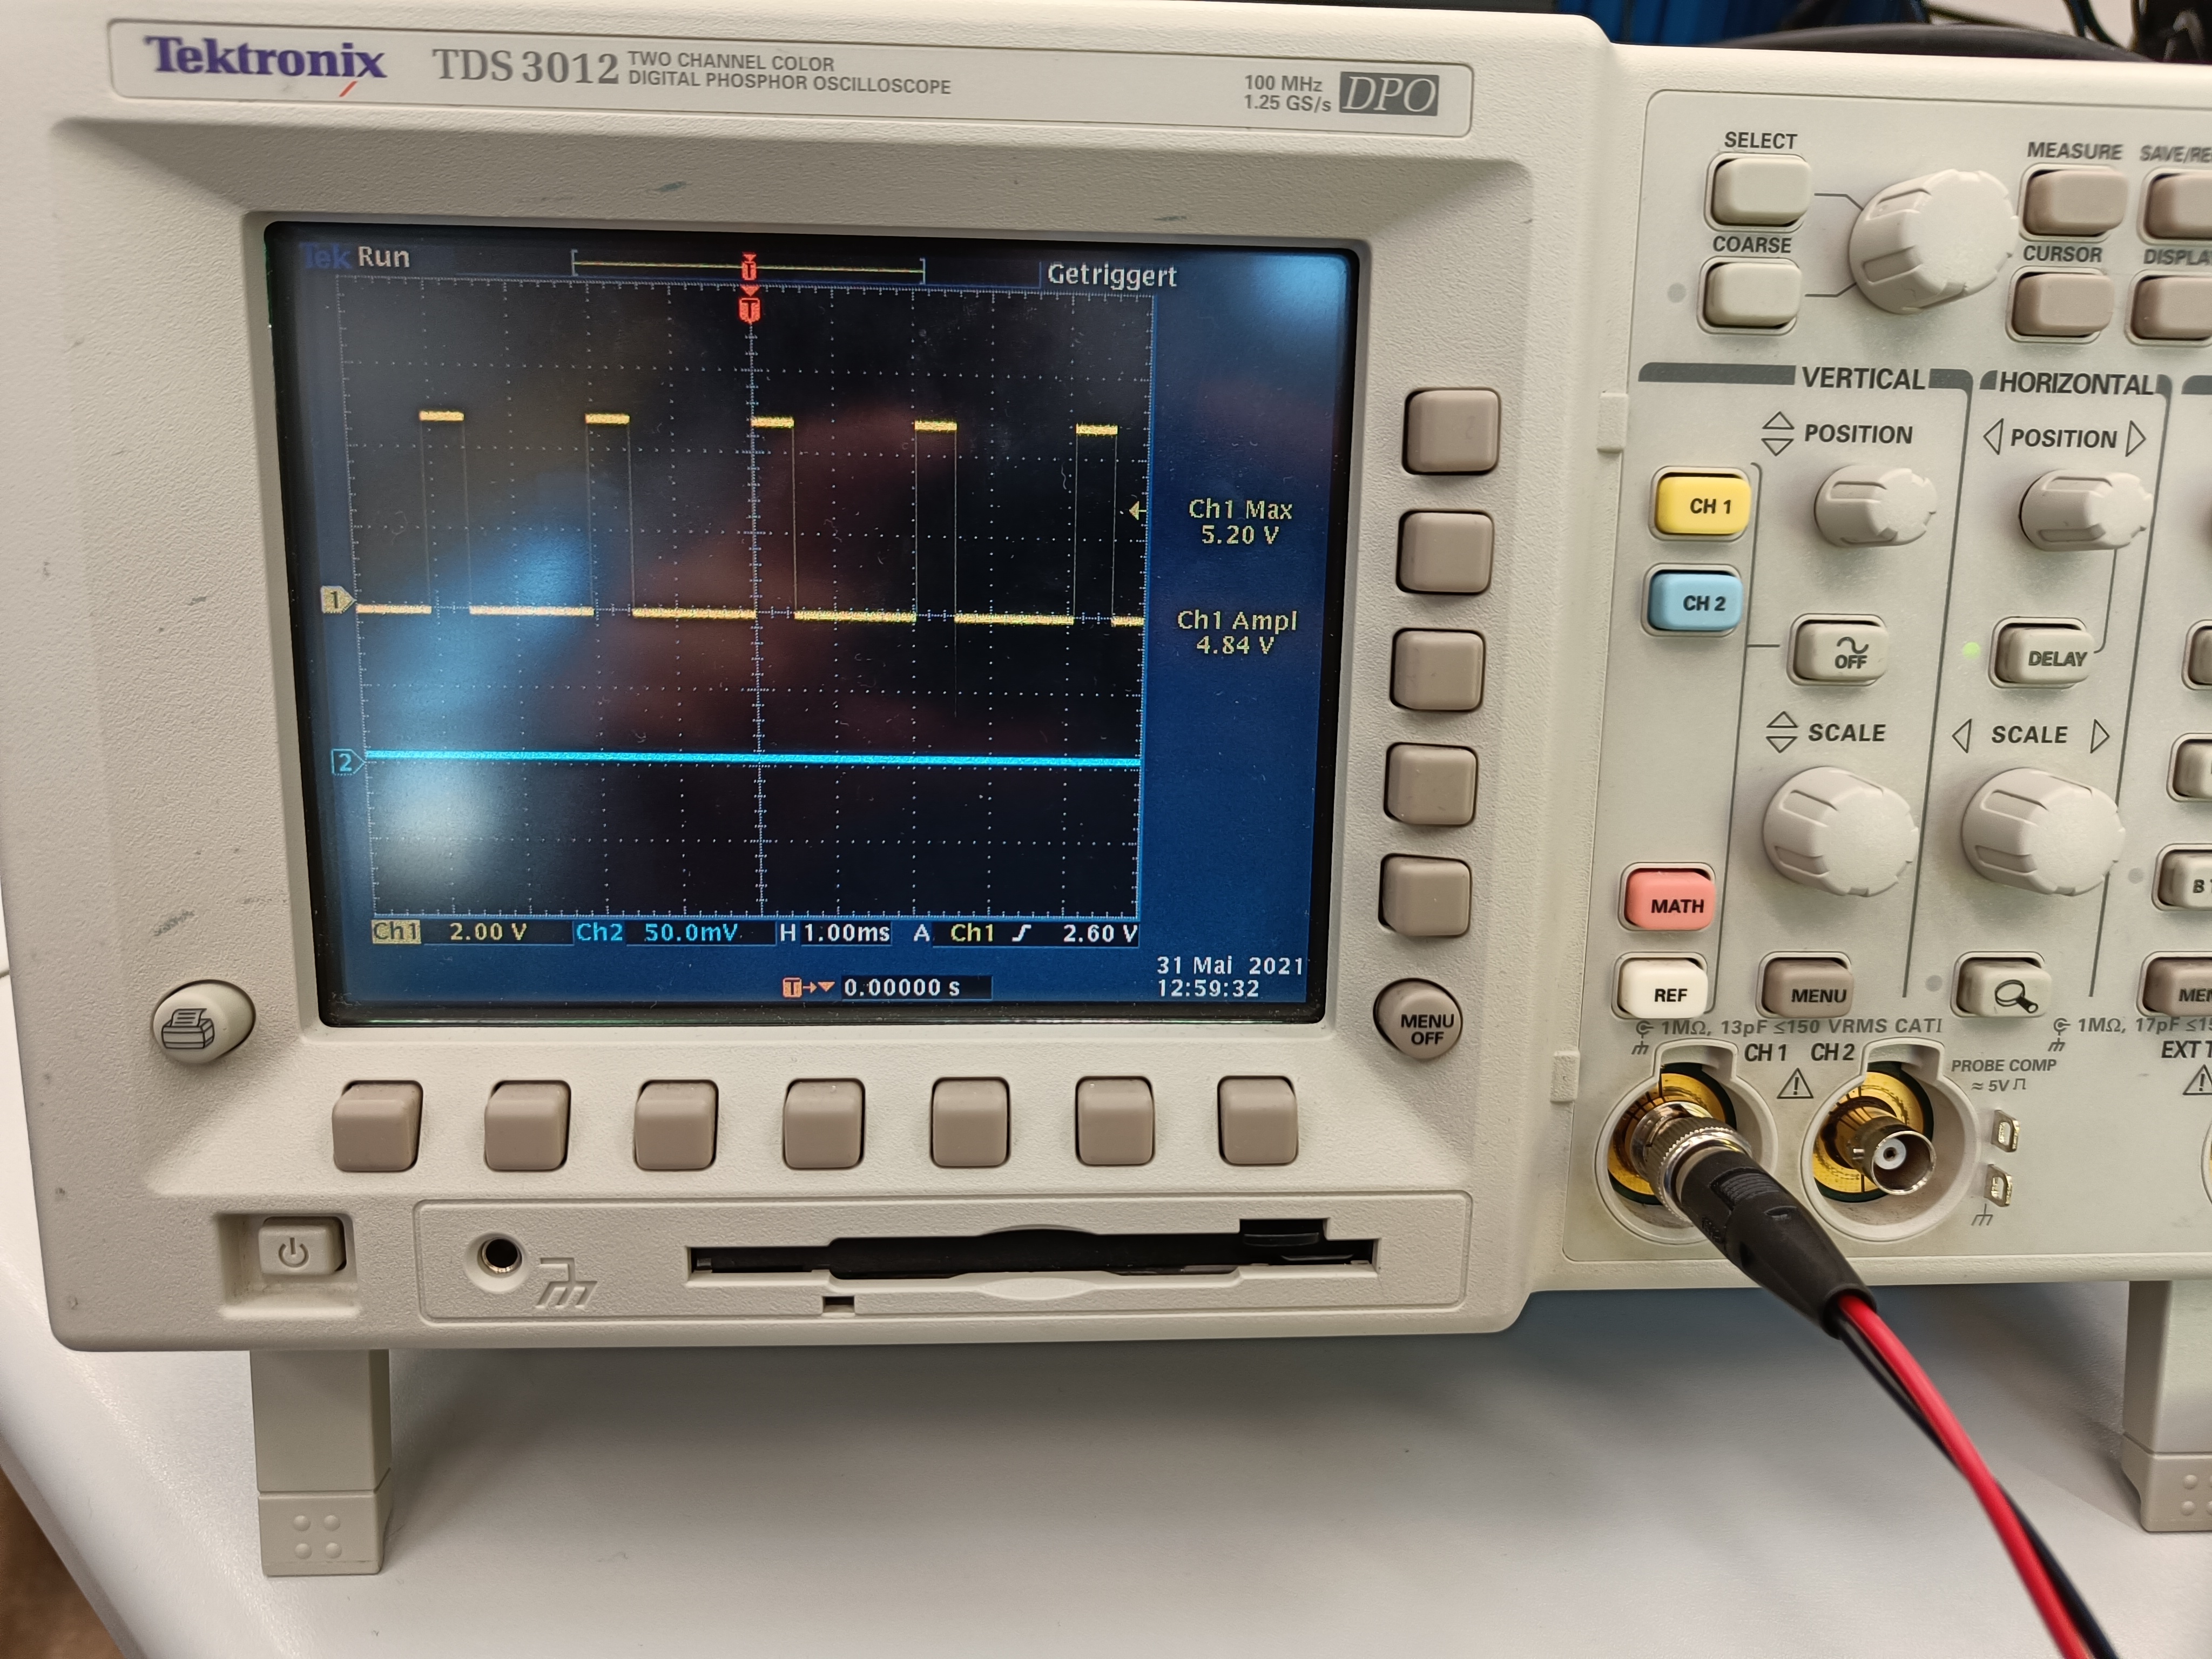 Tektronix TDS 3012 TWO CHANNEL COLOR
DIGITAL PHOSPHOR OSCILLOSCOPE
100 MHz
1.25 GS/s DPO
SELECT
COARSE
MEASURE
CURSOR
Tek Run
T
T
Getriggert
1
2
Ch1 Max
5.20 V
Ch1 Ampl
4.84 V
Ch1 2.00 V Ch2 50.0mV H 1.00ms A Ch1 2.60 V
31 Mai 2021
12:59:32
T 0.00000 s
MENU
OFF
VERTICAL
HORIZONTAL
POSITION
POSITION
CH 1
CH 2
OFF
DELAY
SCALE
SCALE
MATH
REF
MENU
1MΩ, 13pF ≤150 VRMS CAT I
1MΩ, 17pF
CH 1 CH 2
PROBE COMP
≈ 5V